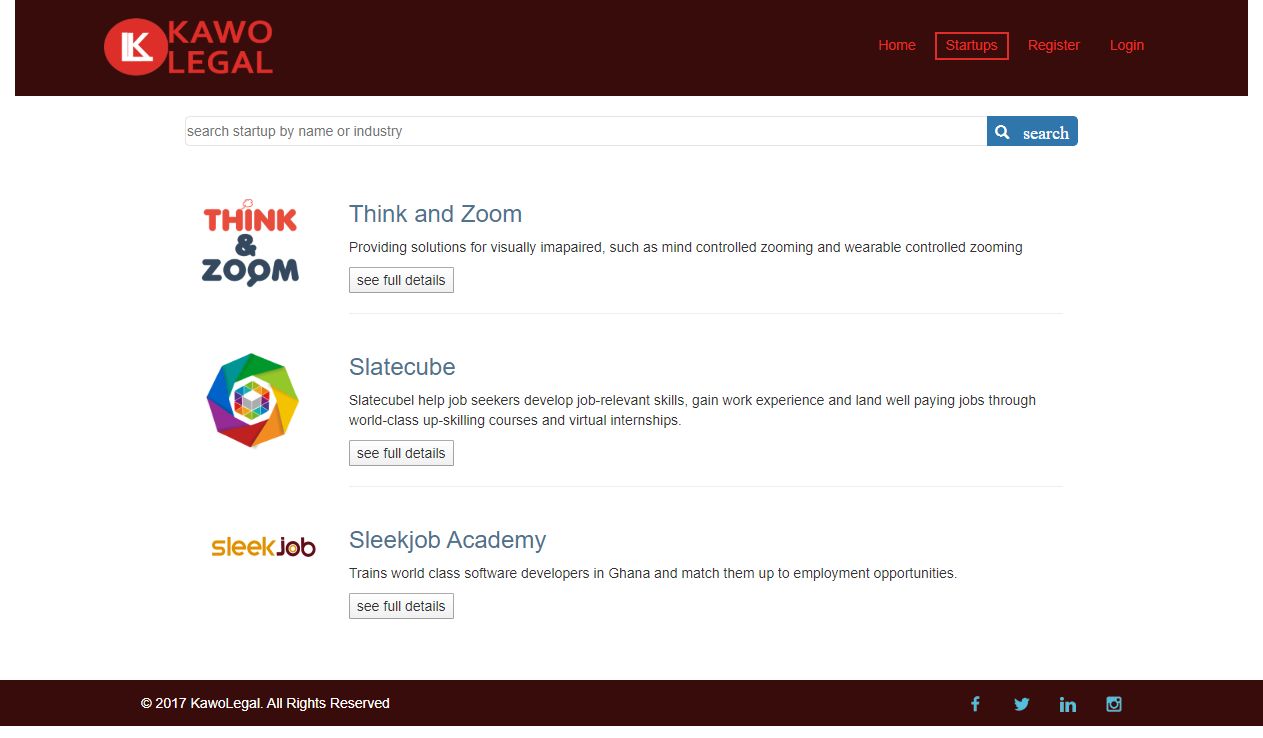 KAWO
LEGAL
Home Startups Register Login
search startup by name or industry
search
THINK
&
ZOOM
Think and Zoom
Providing solutions for visually imapaired, such as mind controlled zooming and wearable controlled zooming
see full details
Slatecube
Slatecubel help job seekers develop job-relevant skills, gain work experience and land well paying jobs through
world-class up-skilling courses and virtual internships.
see full details
sleekjob
Sleekjob Academy
Trains world class software developers in Ghana and match them up to employment opportunities.
see full details
© 2017 KawoLegal. All Rights Reserved